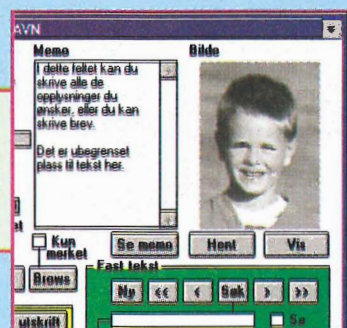 AVN
Memo
Bilde
I dette feltet kan du
skrive alle de
opplysninger du
ønsker, eller du kan
skrive brev.
Det er ubegrenset
plass til tekst her.
Kun
merket
Se memo
Hent
Vis
Brows
Fast tekst
Ny << < Søk > >>
utskrift
Se